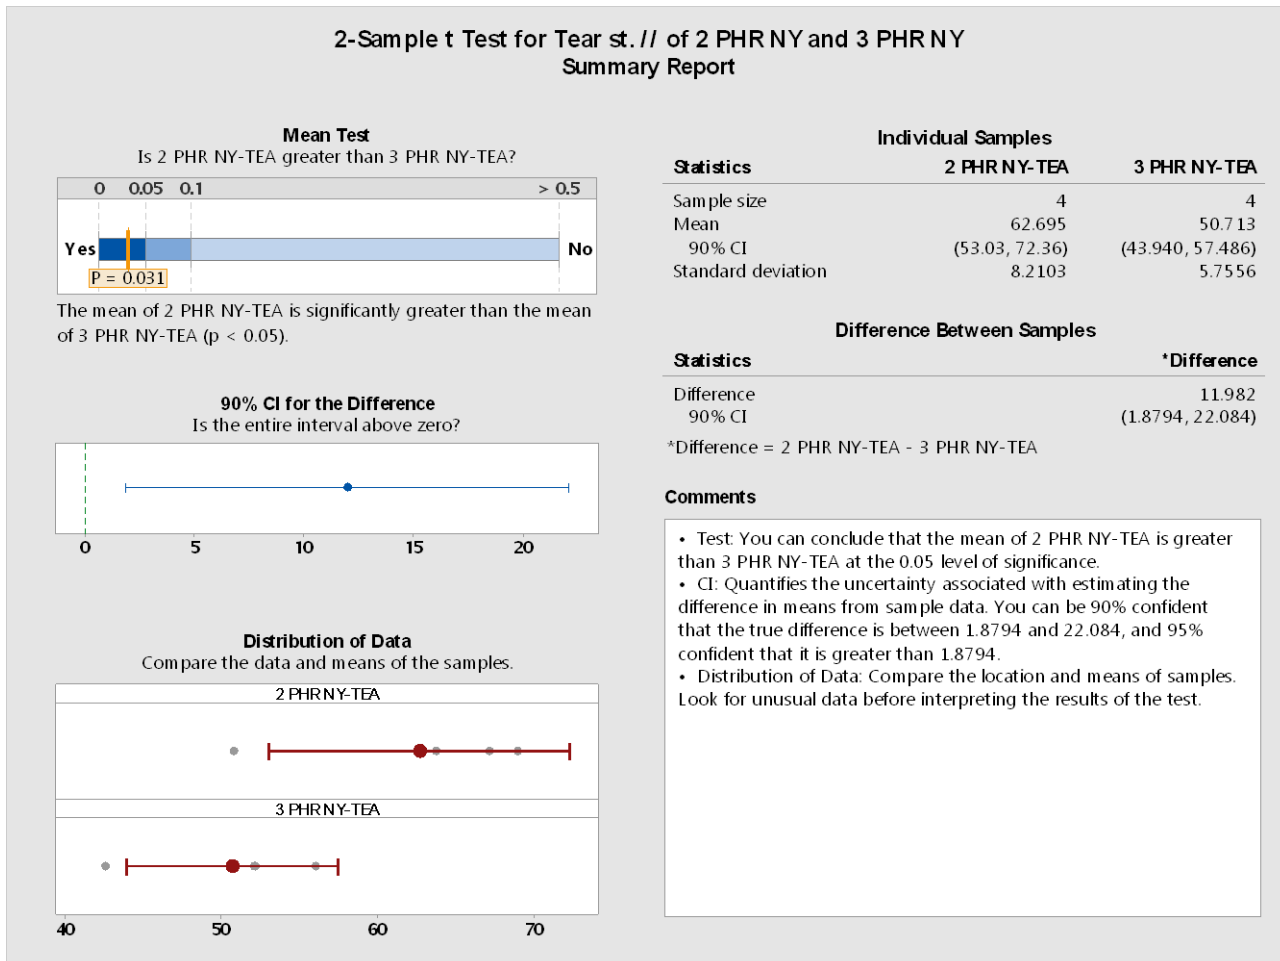 2-Sample t Test for Tear st. // of 2 PHR NY and 3 PHR NY
Summary Report
Mean Test
Is 2 PHR NY-TEA greater than 3 PHR NY-TEA?
0 0.05 0.1 > 0.5
Yes No
P = 0.031
The mean of 2 PHR NY-TEA is significantly greater than the mean
of 3 PHR NY-TEA (p < 0.05).
90% CI for the Difference
Is the entire interval above zero?
0 5 10 15 20
Distribution of Data
Compare the data and means of the samples.
2 PHR NY-TEA
3 PHR NY-TEA
40 50 60 70
Individual Samples
Statistics 2 PHR NY-TEA 3 PHR NY-TEA
Sample size 4 4
Mean 62.695 50.713
90% CI (53.03, 72.36) (43.940, 57.486)
Standard deviation 8.2103 5.7556
Difference Between Samples
Statistics *Difference
Difference 11.982
90% CI (1.8794, 22.084)
*Difference = 2 PHR NY-TEA - 3 PHR NY-TEA
Comments
• Test: You can conclude that the mean of 2 PHR NY-TEA is greater
than 3 PHR NY-TEA at the 0.05 level of significance.
• CI: Quantifies the uncertainty associated with estimating the
difference in means from sample data. You can be 90% confident
that the true difference is between 1.8794 and 22.084, and 95%
confident that it is greater than 1.8794.
• Distribution of Data: Compare the location and means of samples.
Look for unusual data before interpreting the results of the test.